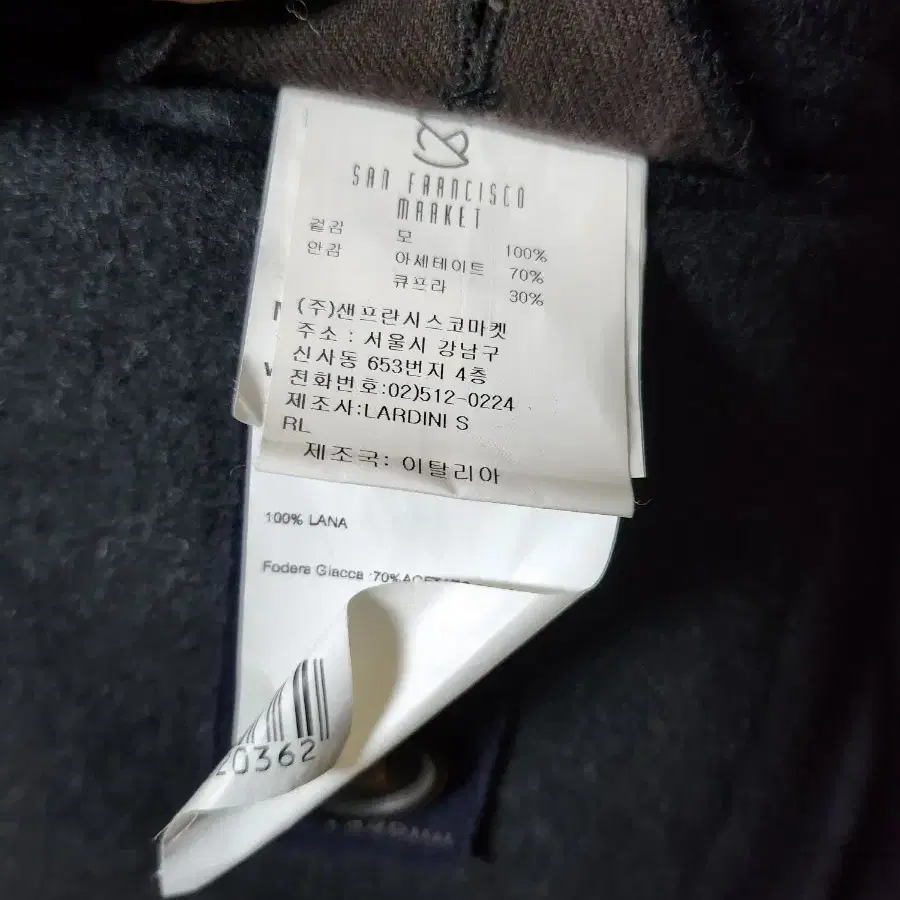 SAN FRANCISCO
MARKET
겉감 모 100%
안감 아세테이트 70%
큐프라 30%
(주)샌프란시스코마켓
주소 : 서울시 강남구
신사동 653번지 4층
전화번호:02)512-0224
제조사:LARDINI S
RL
제조국: 이탈리아
100% LANA
Fodera Giacca 70%
20362